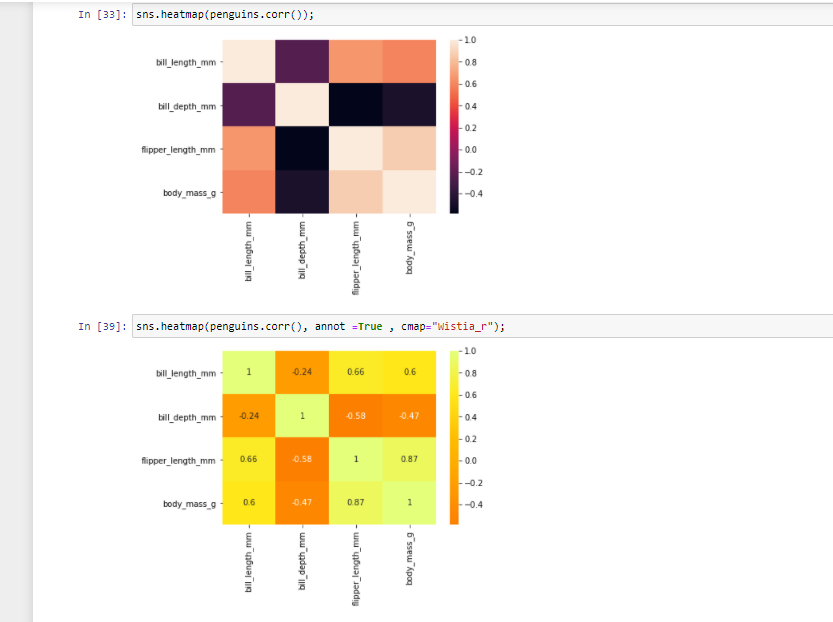 In [33]: sns.heatmap(penguins.corr());
1.0
bill_length_mm
0.8
0.6
bill_depth_mm
0.4
0.2
flipper_length_mm
0.0
−0.2
body_mass_g
−0.4
bill_length_mm
bill_depth_mm
flipper_length_mm
body_mass_g
In [39]: sns.heatmap(penguins.corr(), annot =True , cmap="Wistia_r");
1.0
bill_length_mm 1 -0.24 0.66 0.6
0.8
0.6
bill_depth_mm -0.24 1 -0.58 -0.47
0.4
0.2
flipper_length_mm 0.66 -0.58 1 0.87
0.0
−0.2
body_mass_g 0.6 -0.47 0.87 1
−0.4
bill_length_mm
bill_depth_mm
flipper_length_mm
body_mass_g